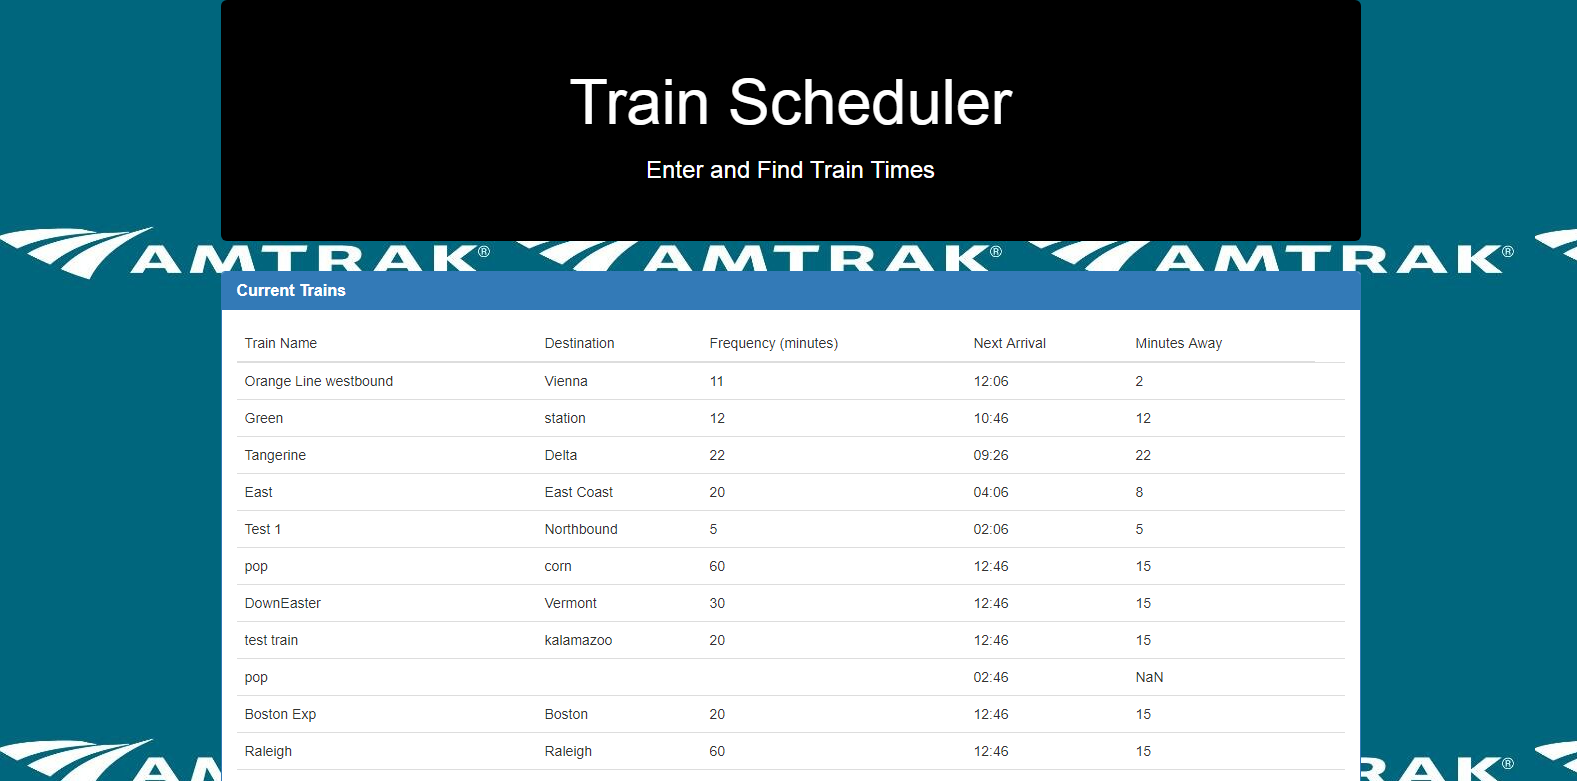 Train Scheduler
Enter and Find Train Times
AMTRAK® AMTRAK® AMTRAK®
Current Trains
Train Name Destination Frequency (minutes) Next Arrival Minutes Away
Orange Line westbound Vienna 11 12:06 2
Green station 12 10:46 12
Tangerine Delta 22 09:26 22
East East Coast 20 04:06 8
Test 1 Northbound 5 02:06 5
pop corn 60 12:46 15
DownEaster Vermont 30 12:46 15
test train kalamazoo 20 12:46 15
pop 02:46 NaN
Boston Exp Boston 20 12:46 15
Raleigh Raleigh 60 12:46 15
AM RAK®